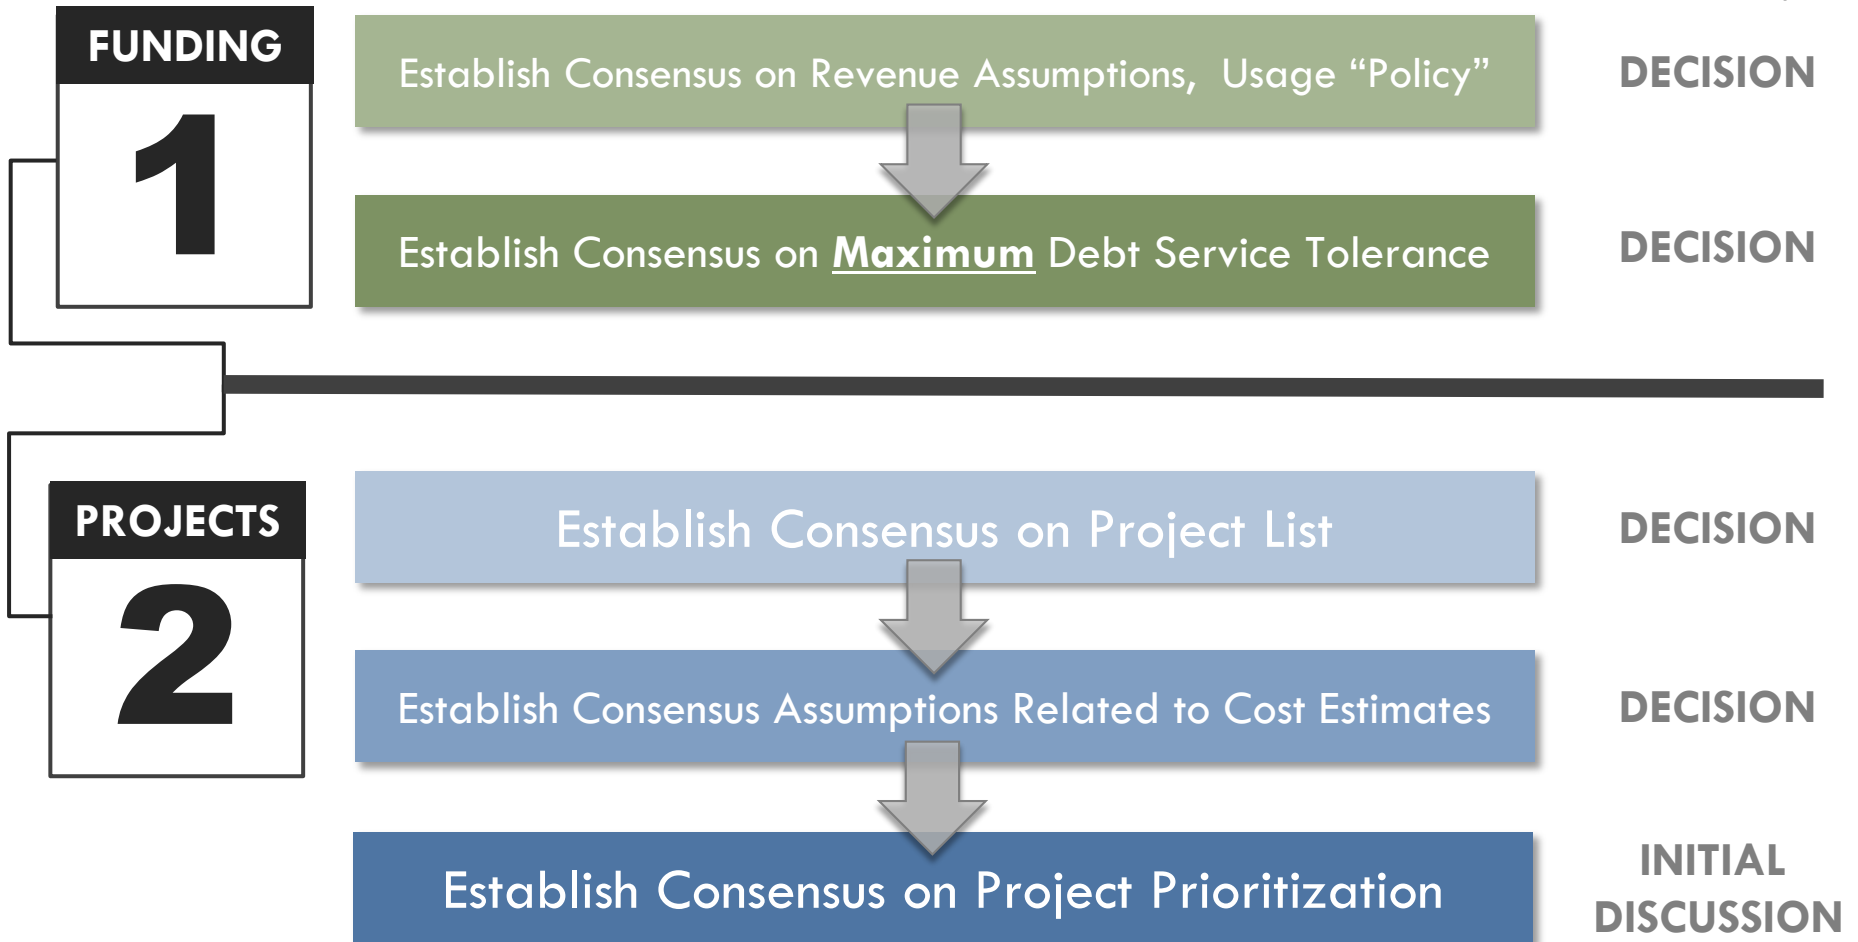 FUNDING
1
Establish Consensus on Revenue Assumptions, Usage “Policy”
DECISION
Establish Consensus on Maximum Debt Service Tolerance
DECISION
PROJECTS
2
Establish Consensus on Project List
DECISION
Establish Consensus Assumptions Related to Cost Estimates
DECISION
Establish Consensus on Project Prioritization
INITIAL
DISCUSSION